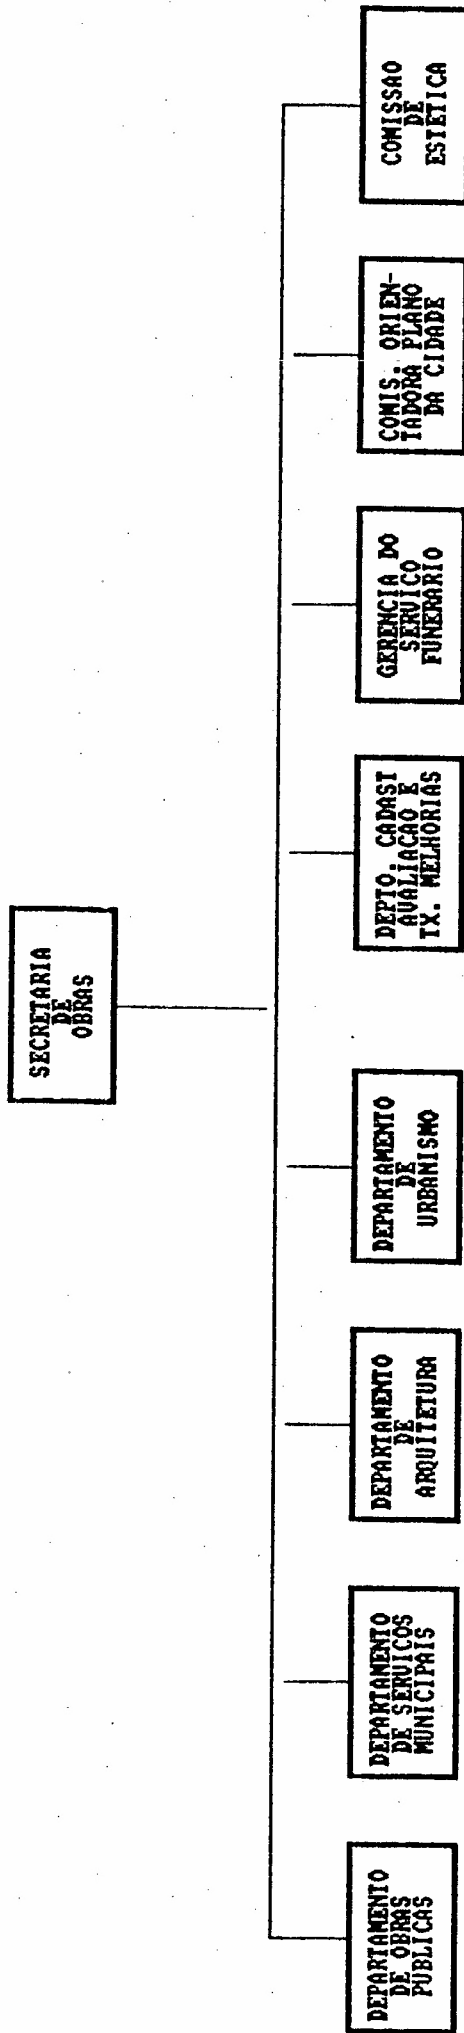 SECRETARIA
DE
OBRAS
DEPARTAMENTO
DE OBRAS
PUBLICAS
DEPARTAMENTO
DE SERVICOS
MUNICIPAIS
DEPARTAMENTO
DE
ARQUITETURA
DEPARTAMENTO
DE
URBANISMO
DEPTO. CADAST
AVALIACAO E
TX. MELHORIAS
GERENCIA DO
SERVICO
FUNERARIO
COMIS. ORIEN-
TADORA PLANO
DA CIDADE
COMISSAO
DE
ESTETICA